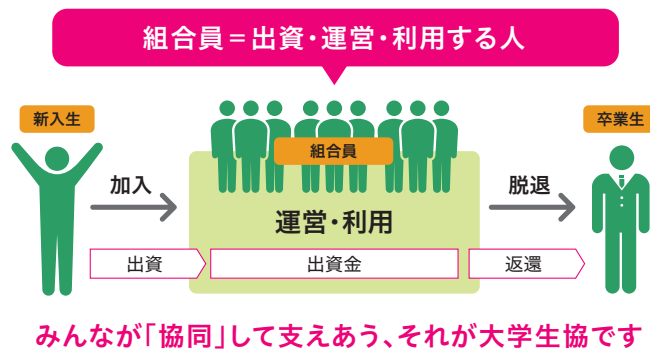 組合員＝出資・運営・利用する人
新入生
卒業生
組合員
加入
脱退
運営・利用
出資
出資金
返還
みんなが「協同」して支えあう、それが大学生協です